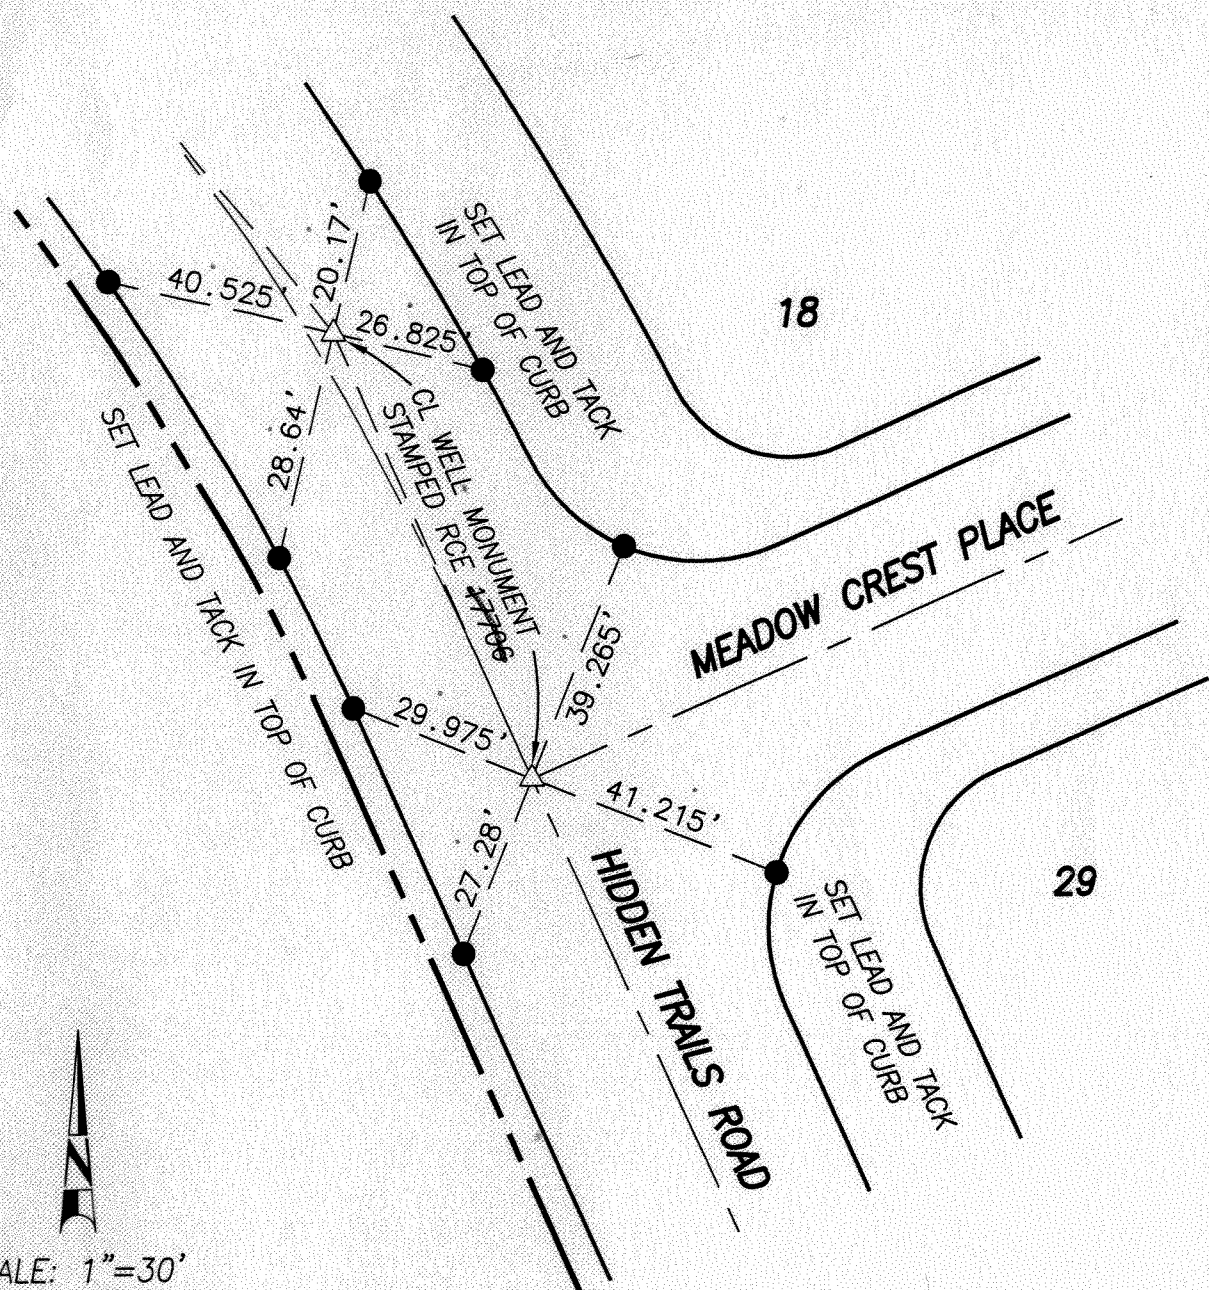 20.17'
40.525'
26.825'
SET LEAD AND TACK
IN TOP OF CURB
18
28.64'
CL WELL MONUMENT
STAMPED RCE 17706
SET LEAD AND TACK IN TOP OF CURB
MEADOW CREST PLACE
39.265'
29.975'
41.215'
27.28'
HIDDEN TRAILS ROAD
29
SET LEAD AND TACK
IN TOP OF CURB
N
ALE: 1"=30'